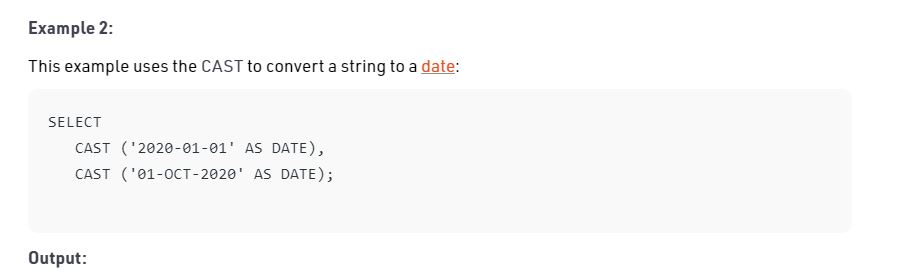 Example 2:
This example uses the CAST to convert a string to a date:
SELECT
CAST ('2020-01-01' AS DATE),
CAST ('01-OCT-2020' AS DATE);
Output: